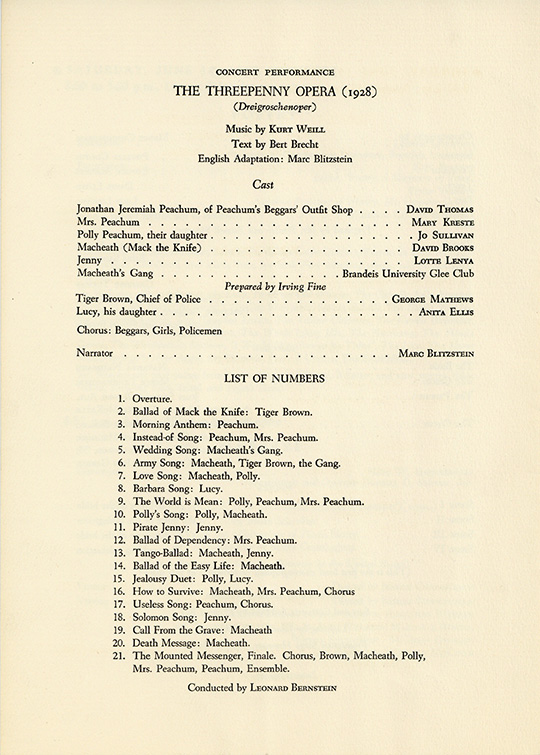 CONCERT PERFORMANCE
THE THREEPENNY OPERA (1928)
(Dreigroschenoper)
Music by KURT WEILL
Text by Bert Brecht
English Adaptation: Marc Blitzstein
Cast
Jonathan Jeremiah Peachum, of Peachum's Beggars' Outfit Shop . . . . DAVID THOMAS
Mrs. Peachum . . . . . . . . . . . . . . . . . . . . MARY KRESTE
Polly Peachum, their daughter . . . . . . . . . . . . . . . . JO SULLIVAN
Macheath (Mack the Knife) . . . . . . . . . . . . . . . . DAVID BROOKS
Jenny . . . . . . . . . . . . . . . . . . . . . . . LOTTE LENYA
Macheath's Gang . . . . . . . . . . . . . . Brandeis University Glee Club
Prepared by Irving Fine
Tiger Brown, Chief of Police . . . . . . . . . . . . . . GEORGE MATHEWS
Lucy, his daughter . . . . . . . . . . . . . . . . . . . . ANITA ELLIS
Chorus: Beggars, Girls, Policemen
Narrator . . . . . . . . . . . . . . . . . . . . . MARC BLITZSTEIN
LIST OF NUMBERS
1. Overture.
2. Ballad of Mack the Knife: Tiger Brown.
3. Morning Anthem: Peachum.
4. Instead-of Song: Peachum, Mrs. Peachum.
5. Wedding Song: Macheath's Gang.
6. Army Song: Macheath, Tiger Brown, the Gang.
7. Love Song: Macheath, Polly.
8. Barbara Song: Lucy.
9. The World is Mean: Polly, Peachum, Mrs. Peachum.
10. Polly's Song: Polly, Macheath.
11. Pirate Jenny: Jenny.
12. Ballad of Dependency: Mrs. Peachum.
13. Tango-Ballad: Macheath, Jenny.
14. Ballad of the Easy Life: Macheath.
15. Jealousy Duet: Polly, Lucy.
16. How to Survive: Macheath, Mrs. Peachum, Chorus
17. Useless Song: Peachum, Chorus.
18. Solomon Song: Jenny.
19. Call From the Grave: Macheath
20. Death Message: Macheath.
21. The Mounted Messenger, Finale. Chorus, Brown, Macheath, Polly,
Mrs. Peachum, Peachum, Ensemble.
Conducted by LEONARD BERNSTEIN